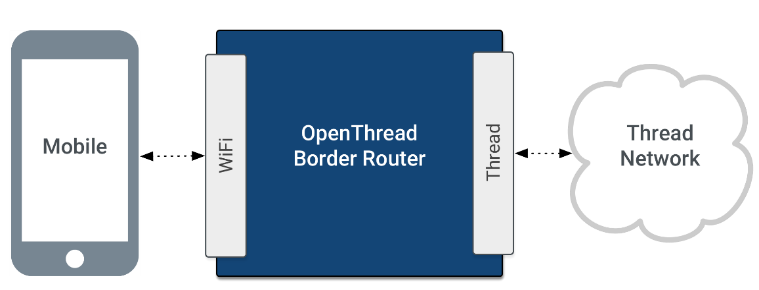 Mobile
WiFi
OpenThread
Border Router
Thread
Thread
Network